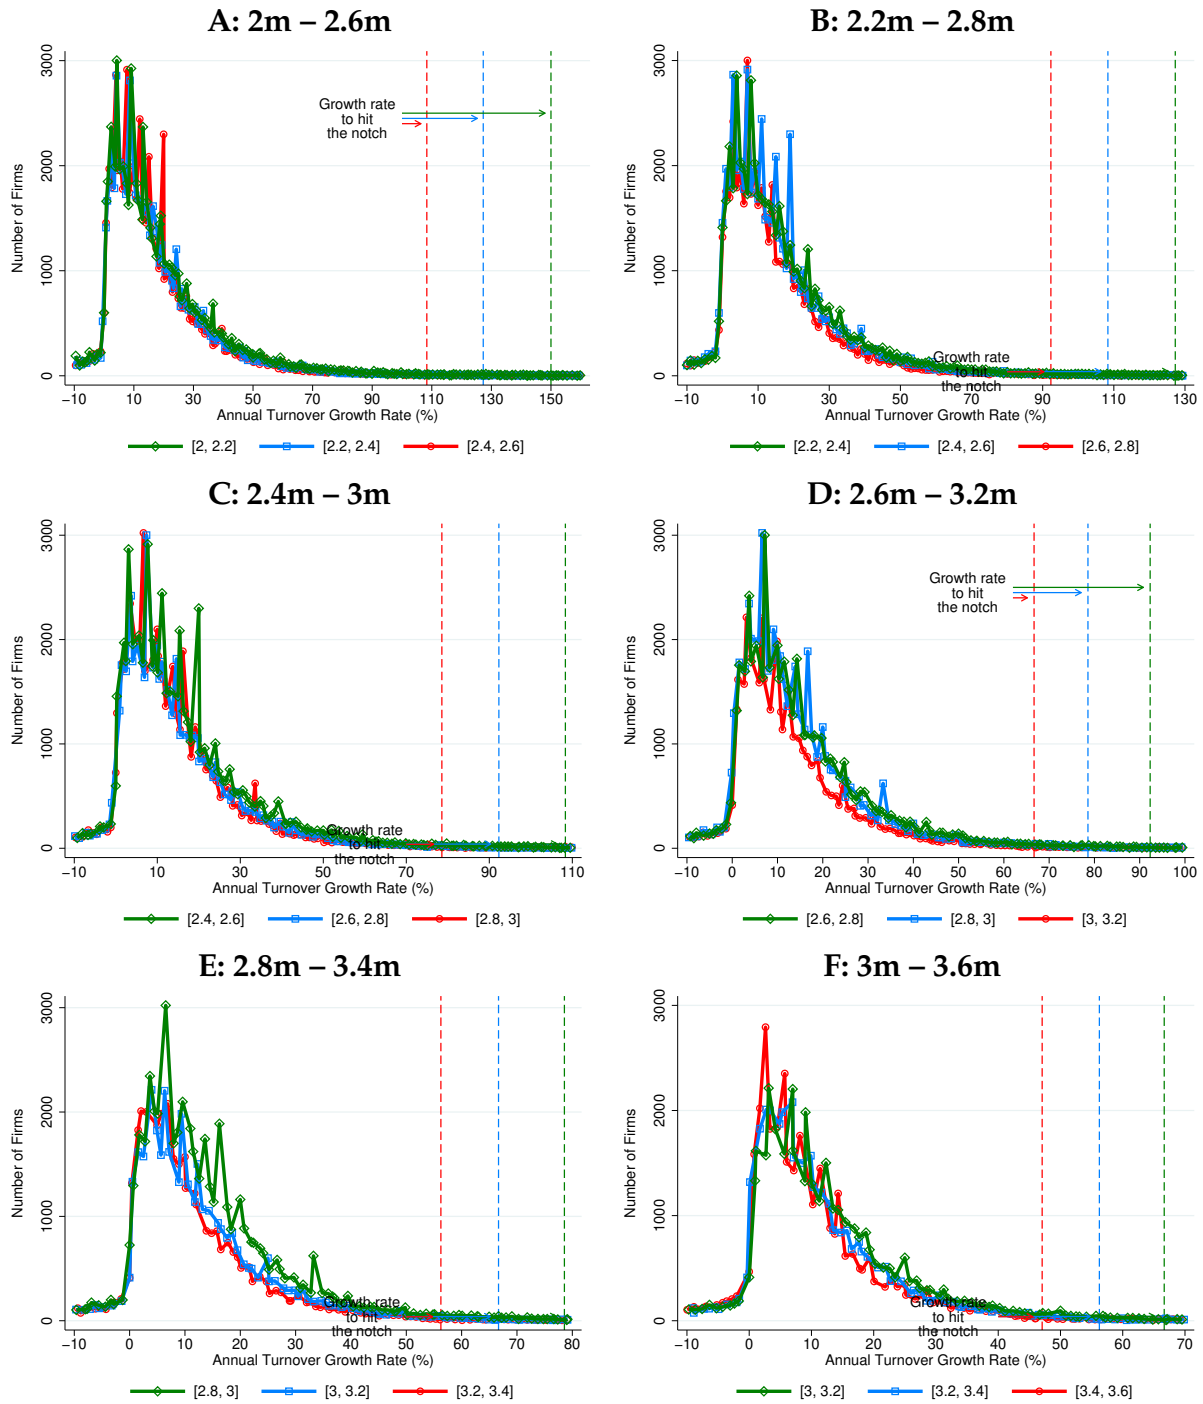 A: 2m – 2.6m
Number of Firms
3000
2000
1000
0
Growth rate
to hit
the notch
−10 10 30 50 70 90 110 130 150
Annual Turnover Growth Rate (%)
[2, 2.2] [2.2, 2.4] [2.4, 2.6]
B: 2.2m – 2.8m
Number of Firms
3000
2000
1000
0
Growth rate
to hit
the notch
−10 10 30 50 70 90 110 130
Annual Turnover Growth Rate (%)
[2.2, 2.4] [2.4, 2.6] [2.6, 2.8]
C: 2.4m – 3m
Number of Firms
3000
2000
1000
0
Growth rate
to hit
the notch
−10 10 30 50 70 90 110
Annual Turnover Growth Rate (%)
[2.4, 2.6] [2.6, 2.8] [2.8, 3]
D: 2.6m – 3.2m
Number of Firms
3000
2000
1000
0
Growth rate
to hit
the notch
−10 0 10 20 30 40 50 60 70 80 90 100
Annual Turnover Growth Rate (%)
[2.6, 2.8] [2.8, 3] [3, 3.2]
E: 2.8m – 3.4m
Number of Firms
3000
2000
1000
0
Growth rate
to hit
the notch
−10 0 10 20 30 40 50 60 70 80
Annual Turnover Growth Rate (%)
[2.8, 3] [3, 3.2] [3.2, 3.4]
F: 3m – 3.6m
Number of Firms
3000
2000
1000
0
Growth rate
to hit
the notch
−10 0 10 20 30 40 50 60 70
Annual Turnover Growth Rate (%)
[3, 3.2] [3.2, 3.4] [3.4, 3.6]